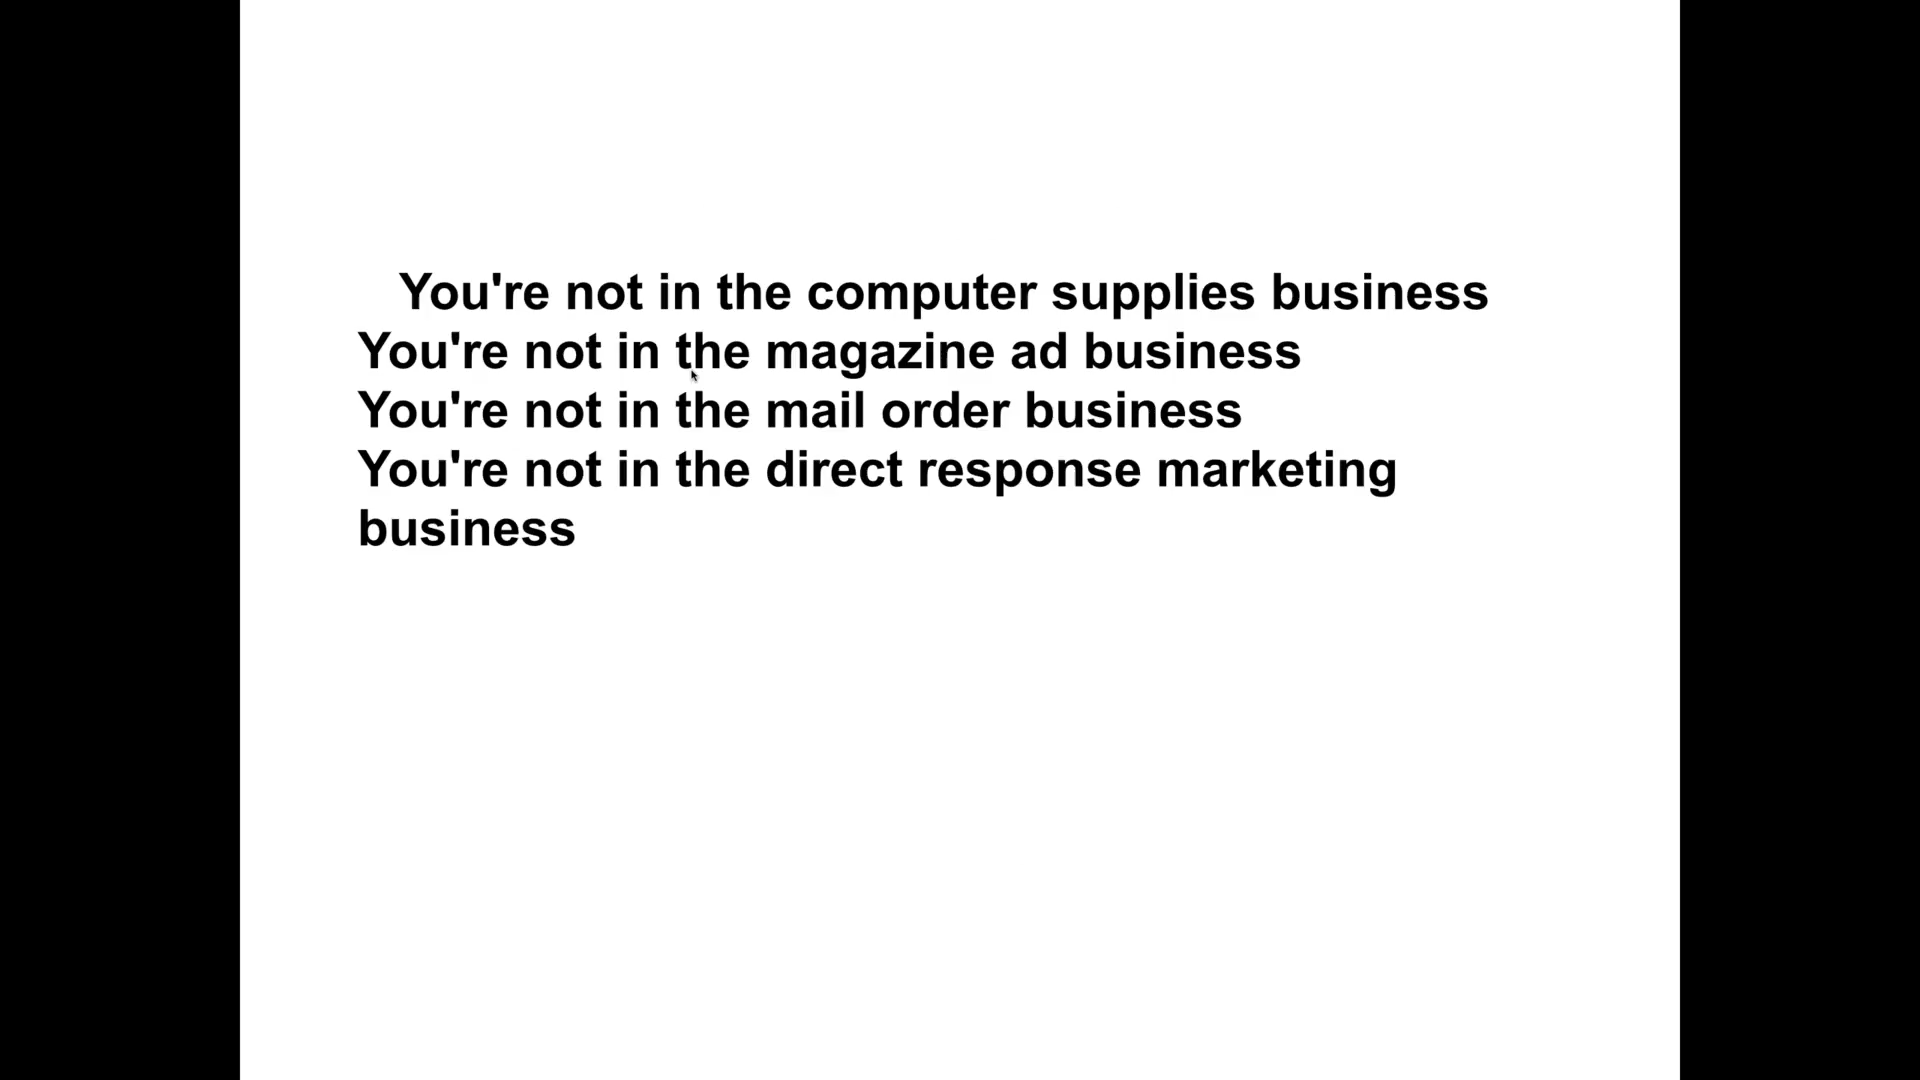 You're not in the computer supplies business
You're not in the magazine ad business
You're not in the mail order business
You're not in the direct response marketing
business